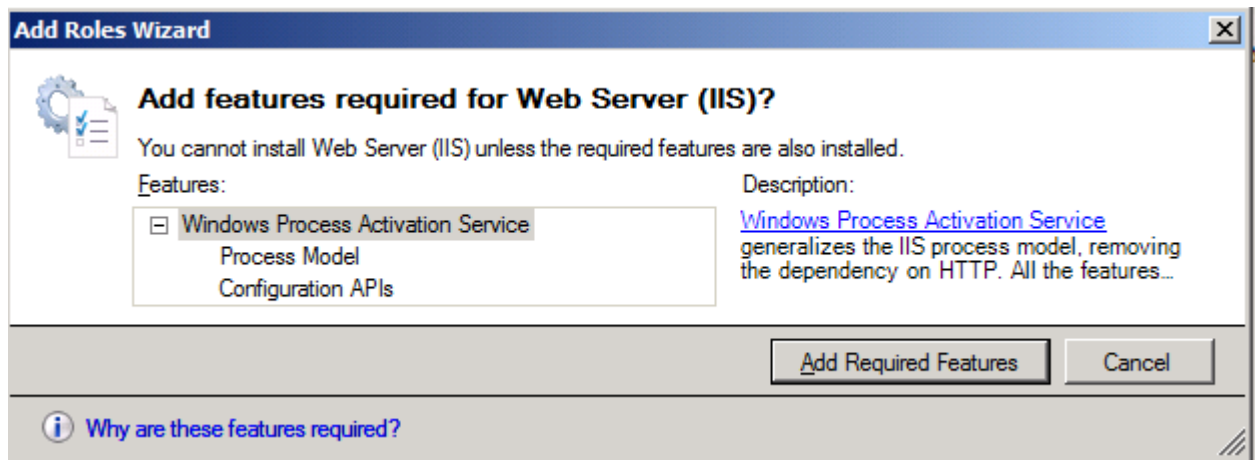 Add Roles Wizard
Add features required for Web Server (IIS)?
You cannot install Web Server (IIS) unless the required features are also installed.
Features:
Windows Process Activation Service
Process Model
Configuration APIs
Description:
Windows Process Activation Service
generalizes the IIS process model, removing
the dependency on HTTP. All the features...
Add Required Features
Cancel
Why are these features required?